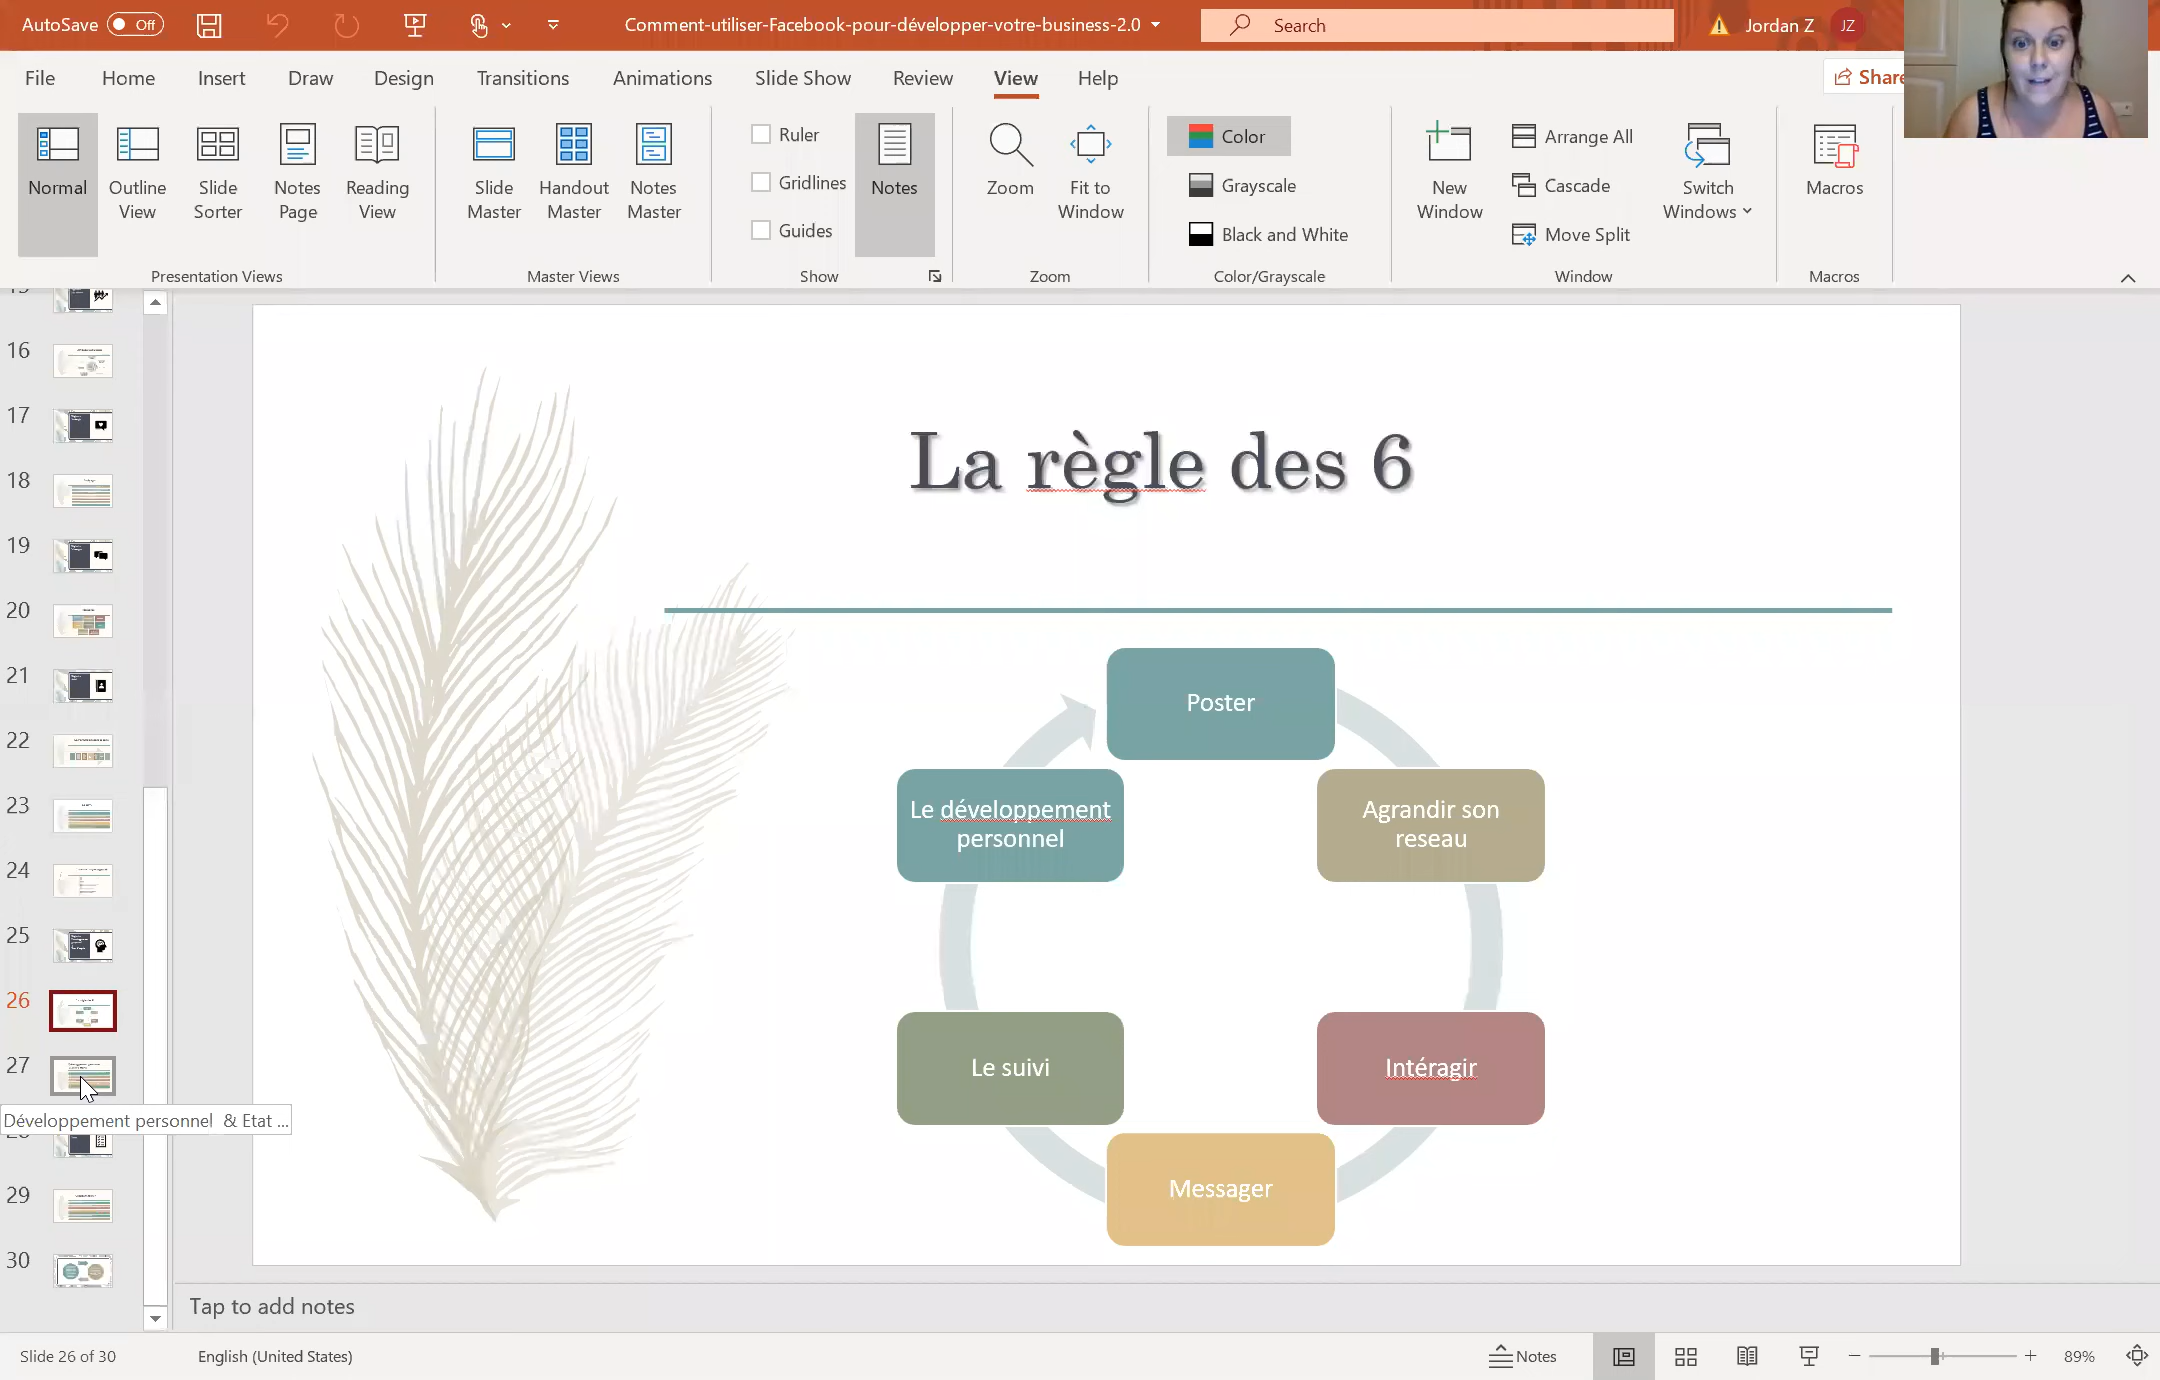 AutoSave Off Comment-utiliser-Facebook-pour-développer-votre-business-2.0 Search Jordan Z JZ
File Home Insert Draw Design Transitions Animations Slide Show Review View Help Share
Normal
Outline View
Slide Sorter
Notes Page
Reading View
Presentation Views
Slide Master
Handout Master
Notes Master
Master Views
Ruler
Gridlines
Guides
Notes
Show
Zoom
Fit to Window
Zoom
Color
Grayscale
Black and White
Color/Grayscale
New Window
Arrange All
Cascade
Move Split
Switch Windows
Window
Macros
Macros
16
17
18
19
20
21
22
23
24
25
26
27
Développement personnel & Etat ...
29
30
La règle des 6
Poster
Le développement
personnel
Agrandir son
reseau
Le suivi
Intéragir
Messager
Tap to add notes
Slide 26 of 30 English (United States) Notes 89%